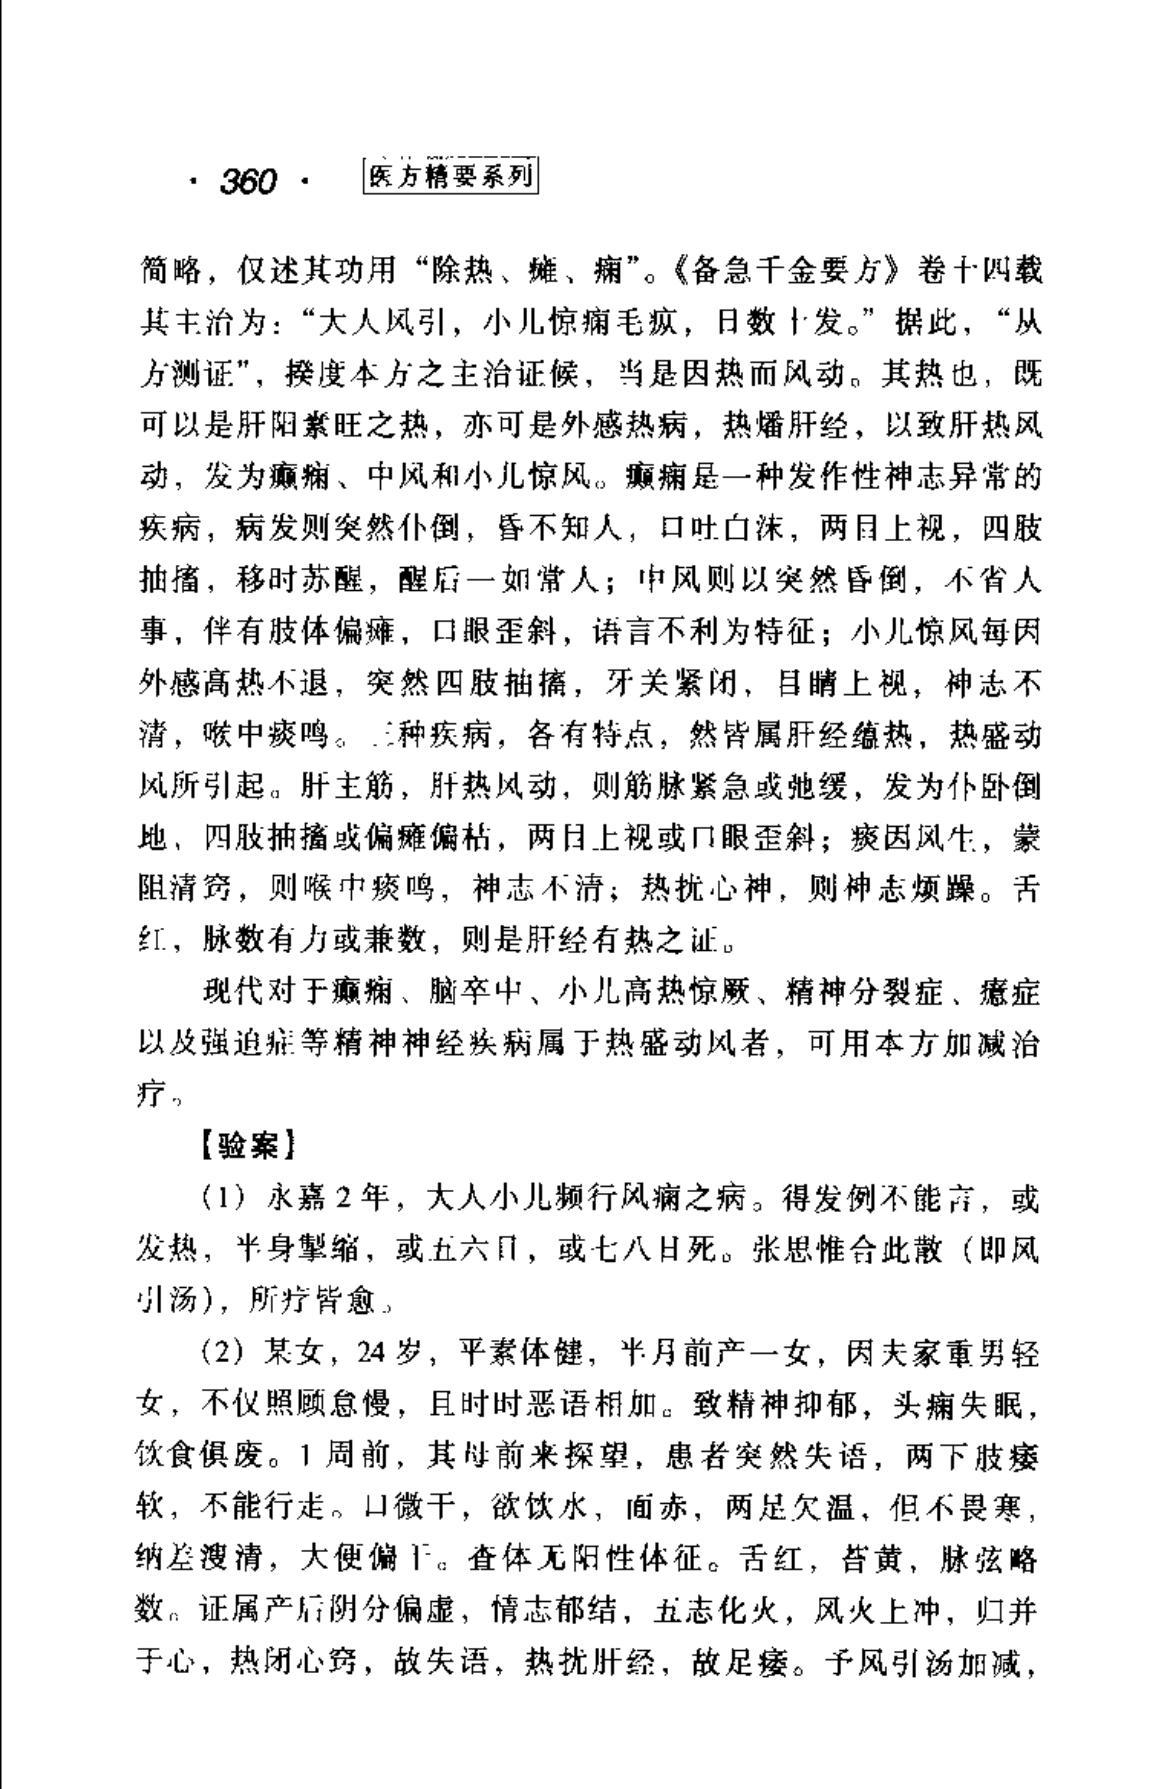 · 360 ·
医方精要系列
简略，仅述其功用“除热、瘫、痫”。《备急千金要方》卷十四载
其主治为：“大人风引，小儿惊痫毛疭，日数十发。”据此，“从
方测证”，揆度本方之主治证候，当是因热而风动。其热也，既
可以是肝阳素旺之热，亦可是外感热病，热燔肝经，以致肝热风
动，发为癫痫、中风和小儿惊风。癫痫是一种发作性神志异常的
疾病，病发则突然仆倒，昏不知人，口吐白沫，两目上视，四肢
抽搐，移时苏醒，醒后一如常人；中风则以突然昏倒，不省人
事，伴有肢体偏瘫，口眼歪斜，语言不利为特征；小儿惊风每因
外感高热不退，突然四肢抽搐，牙关紧闭，目睛上视，神志不
清，喉中痰鸣。三种疾病，各有特点，然皆属肝经蕴热，热盛动
风所引起。肝主筋，肝热风动，则筋脉紧急或弛缓，发为仆卧倒
地，四肢抽搐或偏瘫偏枯，两目上视或口眼歪斜；痰因风生，蒙
阻清窍，则喉中痰鸣，神志不清；热扰心神，则神志烦躁。舌
红，脉数有力或兼数，则是肝经有热之证。
现代对于癫痫、脑卒中、小儿高热惊厥、精神分裂症、癔症
以及强迫症等精神神经疾病属于热盛动风者，可用本方加减治
疗。
【验案】
（1）永嘉2年，大人小儿频行风痫之病。得发例不能言，或
发热，半身掣缩，或五六日，或七八日死。张思惟合此散（即风
引汤），所疗皆愈。
（2）某女，24岁，平素体健，半月前产一女，因夫家重男轻
女，不仅照顾怠慢，且时时恶语相加。致精神抑郁，头痛失眠，
饮食俱废。1周前，其母前来探望，患者突然失语，两下肢痿
软，不能行走。口微干，欲饮水，面赤，两足欠温，但不畏寒，
纳差溲清，大便偏干。查体无阳性体征。舌红，苔黄，脉弦略
数。证属产后阴分偏虚，情志郁结，五志化火，风火上冲，归并
于心，热闭心窍，故失语，热扰肝经，故足痿。予风引汤加减，